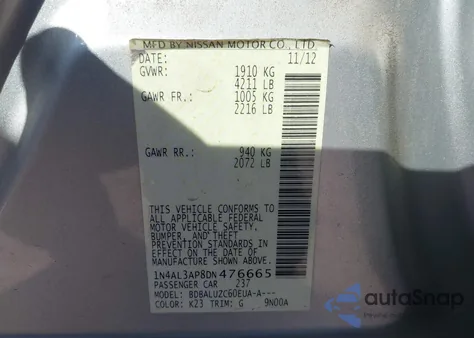 MFD BY NISSAN MOTOR CO., LTD.
DATE: 11/12
GVWR: 1910 KG
4211 LB
GAWR FR.: 1005 KG
2216 LB
GAWR RR.: 940 KG
2072 LB
THIS VEHICLE CONFORMS TO
ALL APPLICABLE FEDERAL
MOTOR VEHICLE SAFETY,
BUMPER, AND THEFT
PREVENTION STANDARDS IN
EFFECT ON THE DATE OF
MANUFACTURE SHOWN ABOVE.
1N4AL3AP8DN476665
PASSENGER CAR 237
MODEL: BDBALUZC60EUA-A---
COLOR: K23 TRIM: G 9N00A
autoSnap